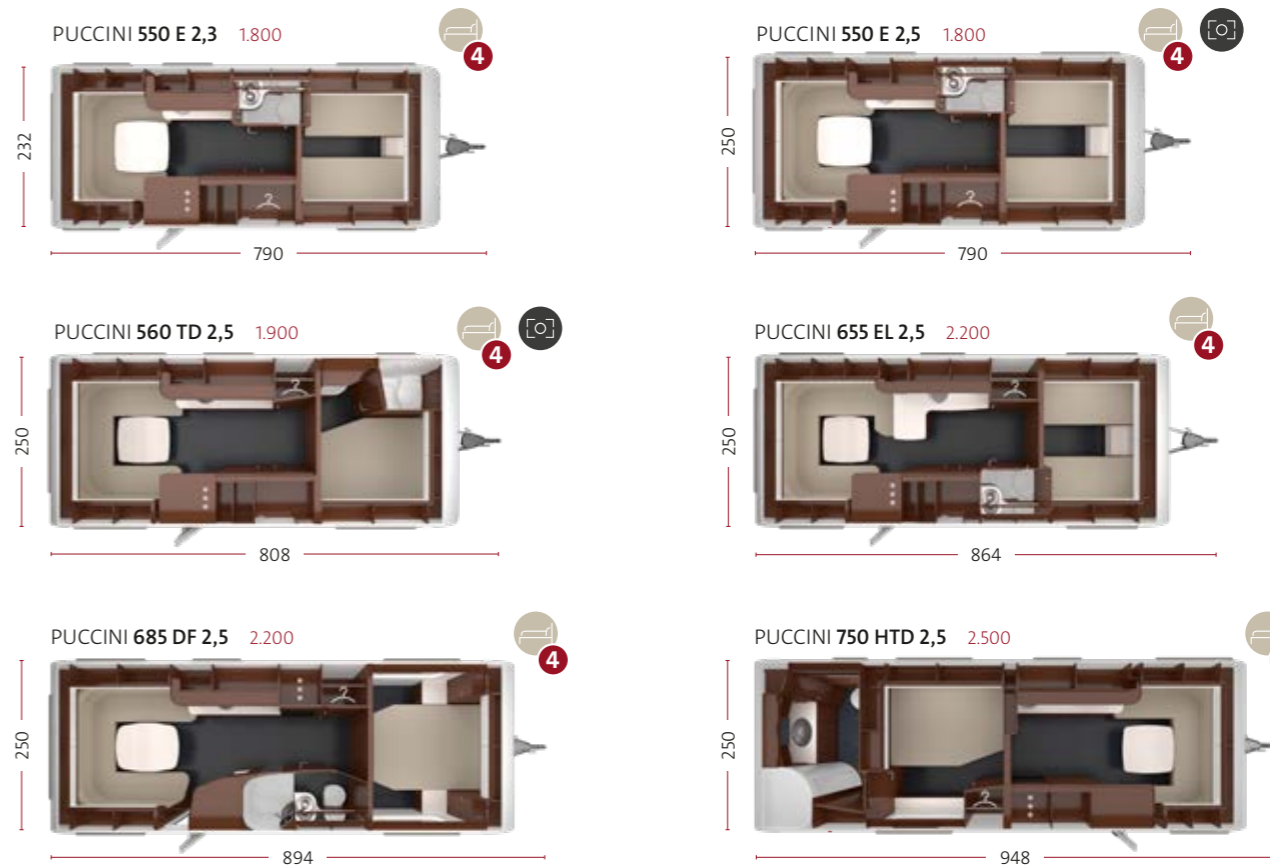 PUCCINI 550 E 2,3 1.800
4
232
790
PUCCINI 550 E 2,5 1.800
4
250
790
PUCCINI 560 TD 2,5 1.900
4
250
808
PUCCINI 655 EL 2,5 2.200
4
250
864
PUCCINI 685 DF 2,5 2.200
4
250
894
PUCCINI 750 HTD 2,5 2.500
250
948